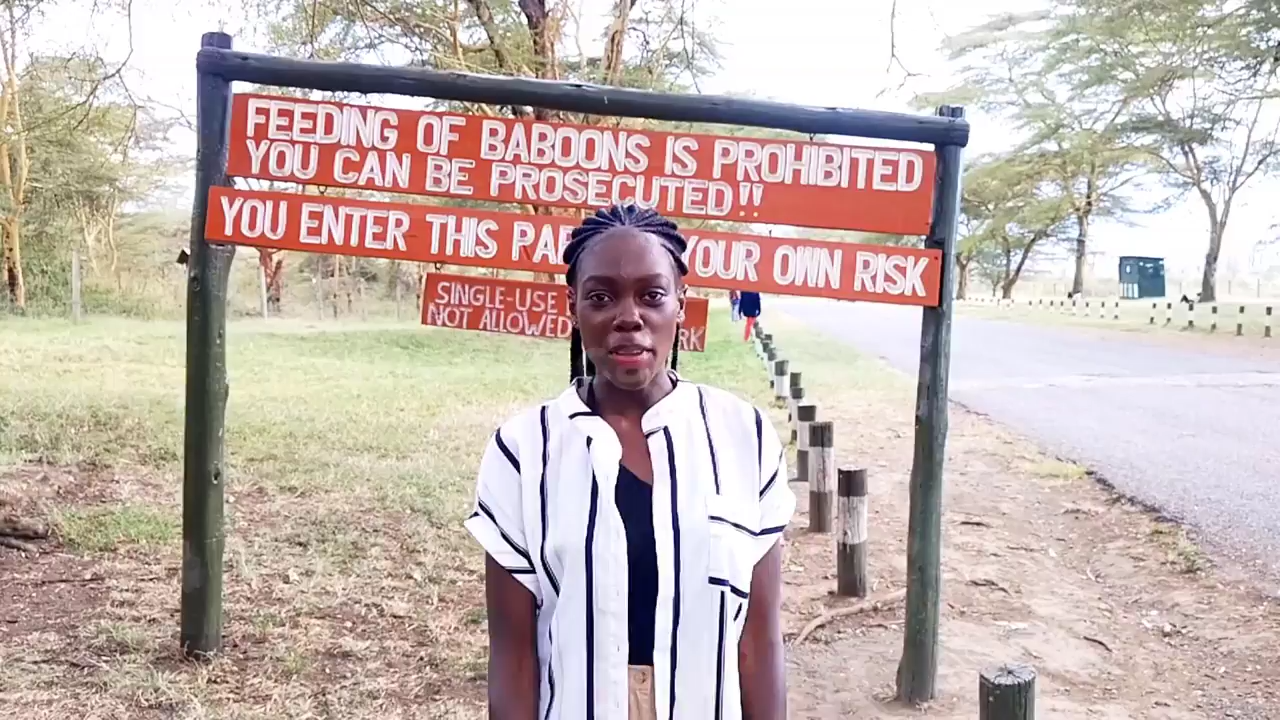 FEEDING OF BABOONS IS PROHIBITED
YOU CAN BE PROSECUTED!!
YOU ENTER THIS YOUR OWN RISK
SINGLE-USE
NOT ALLOWED